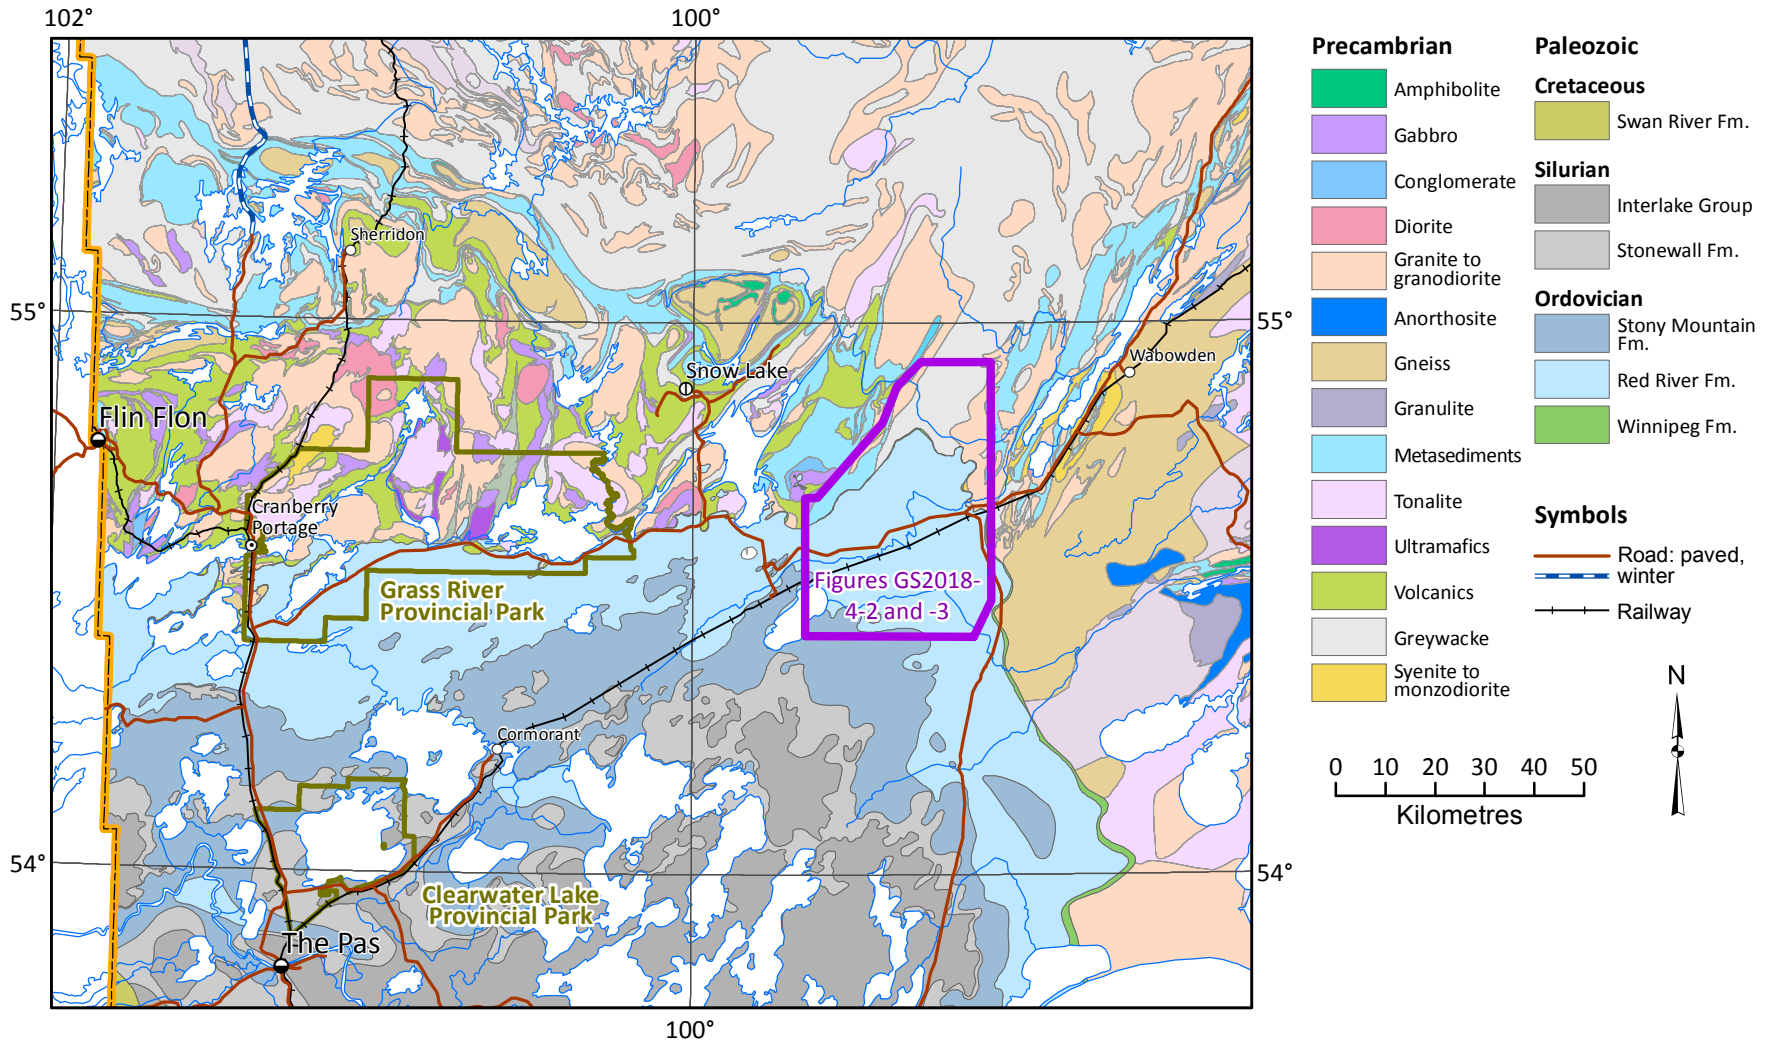 102°
100°
55°
54°
55°
54°
100°
Sherridon
Snow Lake
Wabowden
Flin Flon
Cranberry
Portage
Grass River
Provincial Park
Figures GS2018-
4-2 and -3
Cormorant
Clearwater Lake
Provincial Park
The Pas
Precambrian
Amphibolite
Gabbro
Conglomerate
Diorite
Granite to
granodiorite
Anorthosite
Gneiss
Granulite
Metasediments
Tonalite
Ultramafics
Volcanics
Greywacke
Syenite to
monzodiorite
Paleozoic
Cretaceous
Swan River Fm.
Silurian
Interlake Group
Stonewall Fm.
Ordovician
Stony Mountain
Fm.
Red River Fm.
Winnipeg Fm.
Symbols
Road: paved,
winter
Railway
N
0 10 20 30 40 50
Kilometres